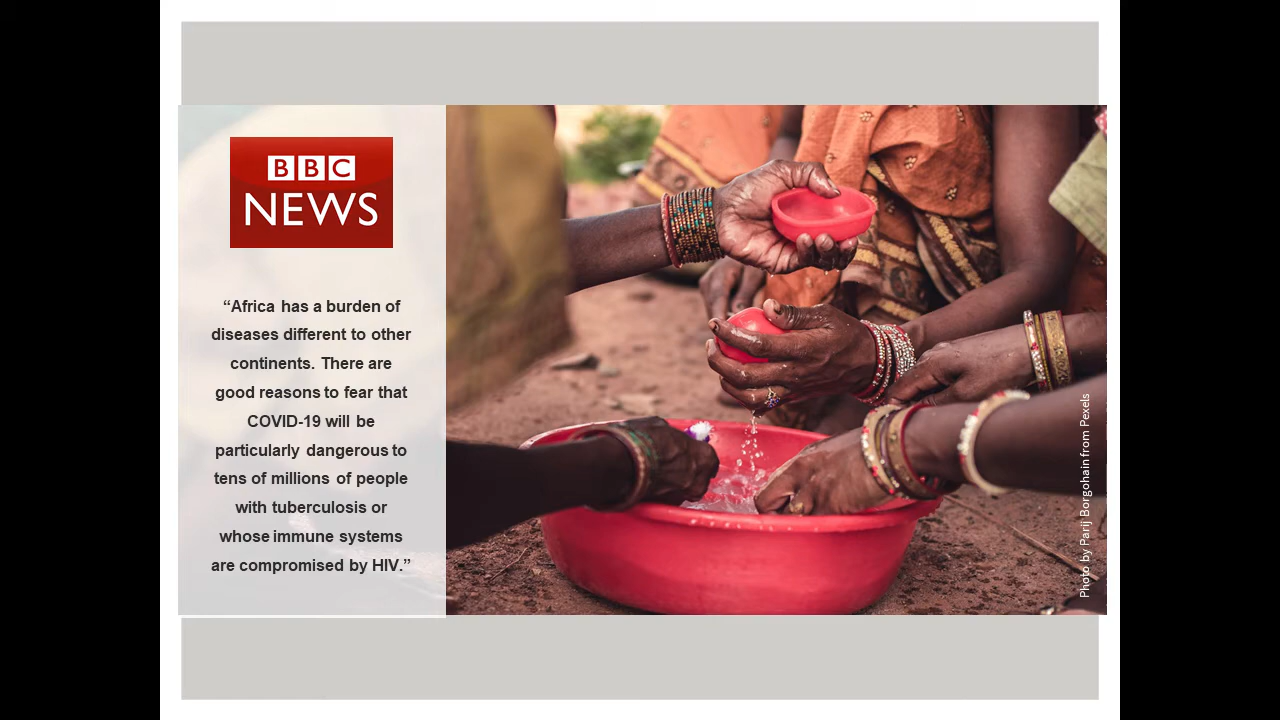 BBC
NEWS
“Africa has a burden of
diseases different to other
continents. There are
good reasons to fear that
COVID-19 will be
particularly dangerous to
tens of millions of people
with tuberculosis or
whose immune systems
are compromised by HIV.”
Photo by Parij Borgohain from Pexels